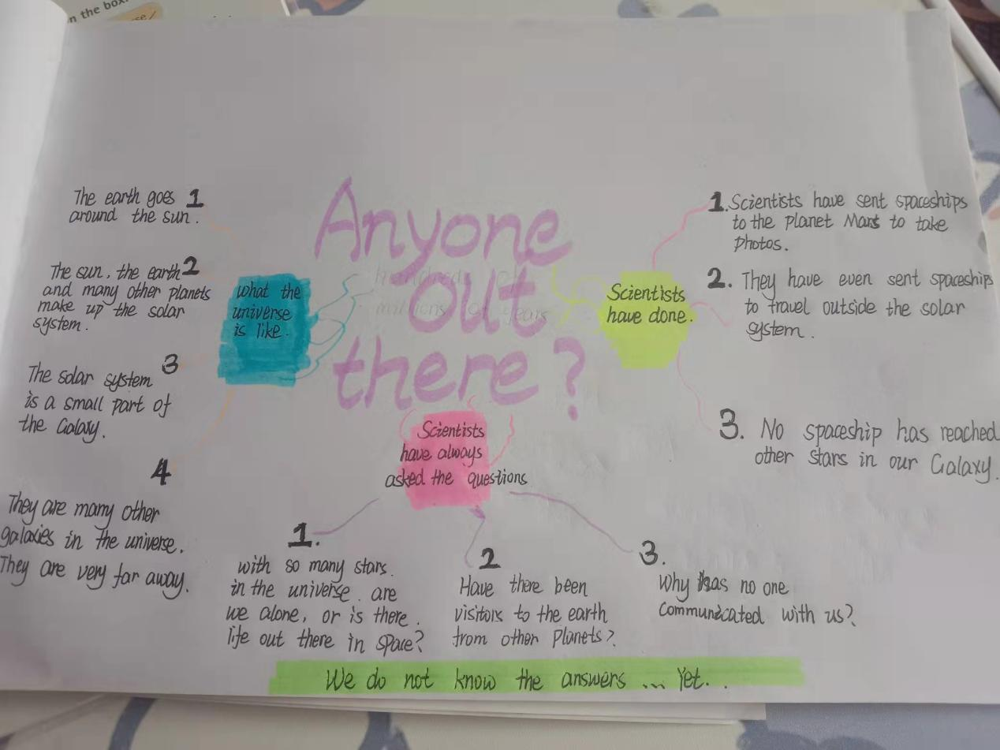 n the box.
Anyone
out
there?
what the
universe
is like.
The earth goes 1
around the sun.
The sun, the earth 2
and many other planets
make up the solar
system.
3
The solar system
is a small part of
the Galaxy.
4
They are many other
galaxies in the universe.
They are very far away.
Scientists
have always
asked the questions
1.
with so many stars.
in the universe. are
we alone, or is there.
life out there in space?
2
Have there been
visitors to the earth
from other planets?
3.
Why has no one
communicated with us?
Scientists
have done.
1. Scientists have sent spaceships
to the planet Mars to take
photos.
2. They have even sent spaceships
to travel outside the solar
system.
3. No spaceship has reached
other stars in our Galaxy.
We do not know the answers ... Yet..